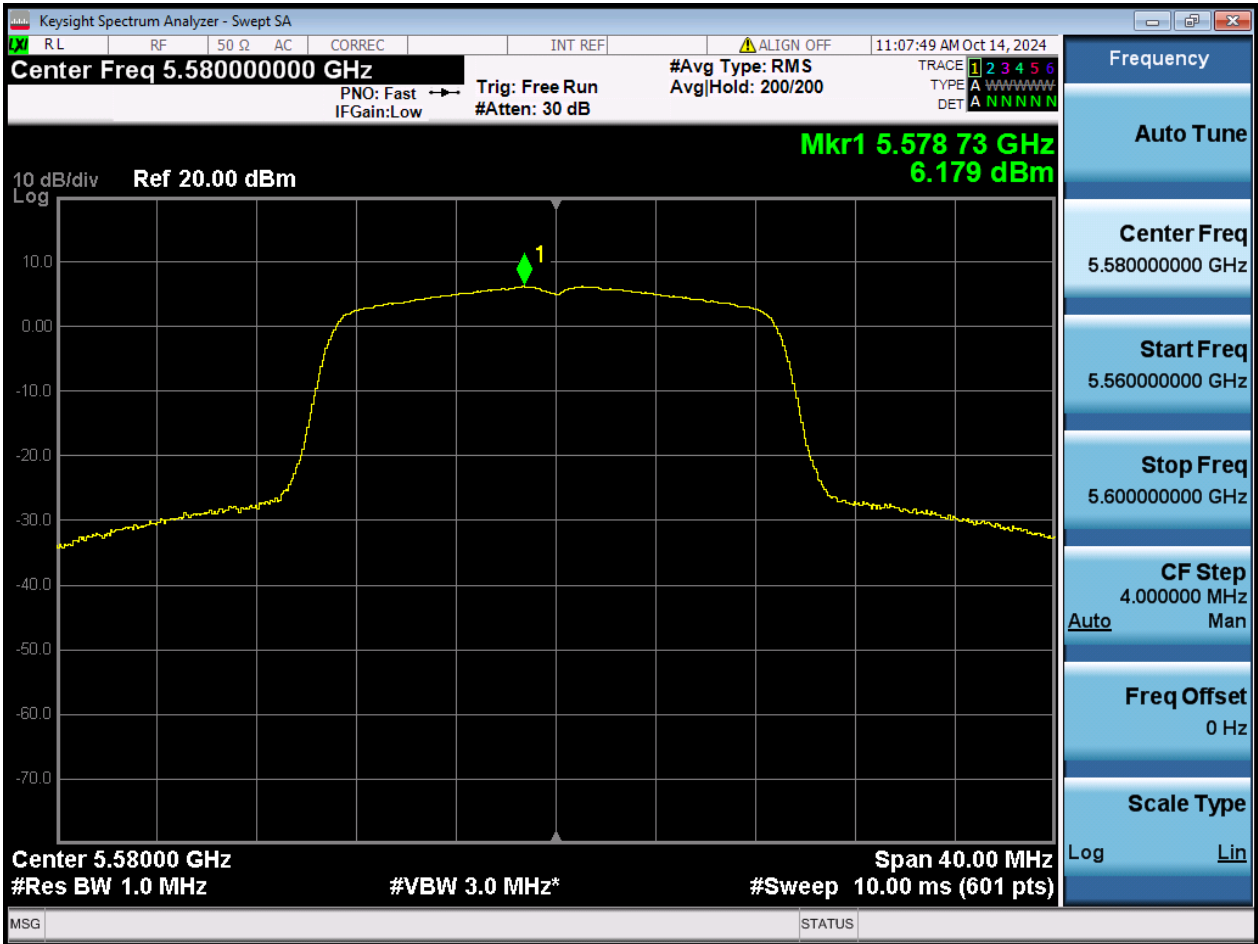 Keysight Spectrum Analyzer - Swept SA
LXI RL RF 50 Ω AC CORREC INT REF ALIGN OFF 11:07:49 AM Oct 14, 2024
Center Freq 5.580000000 GHz
PNO: Fast
IFGain:Low
Trig: Free Run
#Atten: 30 dB
#Avg Type: RMS
Avg|Hold: 200/200
TRACE 1 2 3 4 5 6
TYPE A WWWWW
DET A N N N N N
Mkr1 5.578 73 GHz
6.179 dBm
10 dB/div Ref 20.00 dBm
Log
1
10.0
0.00
-10.0
-20.0
-30.0
-40.0
-50.0
-60.0
-70.0
Center 5.58000 GHz Span 40.00 MHz
#Res BW 1.0 MHz #VBW 3.0 MHz* #Sweep 10.00 ms (601 pts)
MSG STATUS
Frequency
Auto Tune
Center Freq
5.580000000 GHz
Start Freq
5.560000000 GHz
Stop Freq
5.600000000 GHz
CF Step
4.000000 MHz
Auto Man
Freq Offset
0 Hz
Scale Type
Log Lin